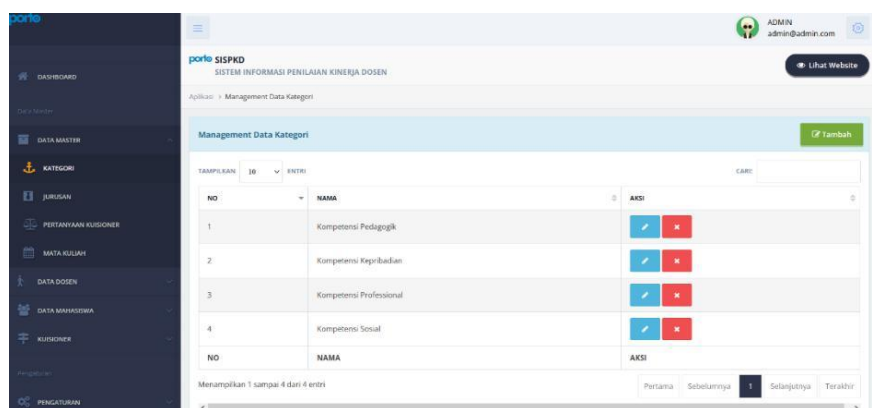 porto
ADMIN
admin@admin.com
porto SISPKD
SISTEM INFORMASI PENILAIAN KINERJA DOSEN
Lihat Website
Aplikasi > Management Data Kategori
DASHBOARD
Data Master
DATA MASTER
KATEGORI
JURUSAN
PERTANYAAN KUISIONER
MATA KULIAH
DATA DOSEN
DATA MAHASISWA
KUISIONER
Pengaturan
PENGATURAN
Management Data Kategori
Tambah
TAMPILKAN 10 ENTRI
CARI:
NO NAMA AKSI
1 Kompetensi Pedagogik
2 Kompetensi Kepribadian
3 Kompetensi Professional
4 Kompetensi Sosial
NO NAMA AKSI
Menampilkan 1 sampai 4 dari 4 entri
Pertama Sebelumnya 1 Selanjutnya Terakhir